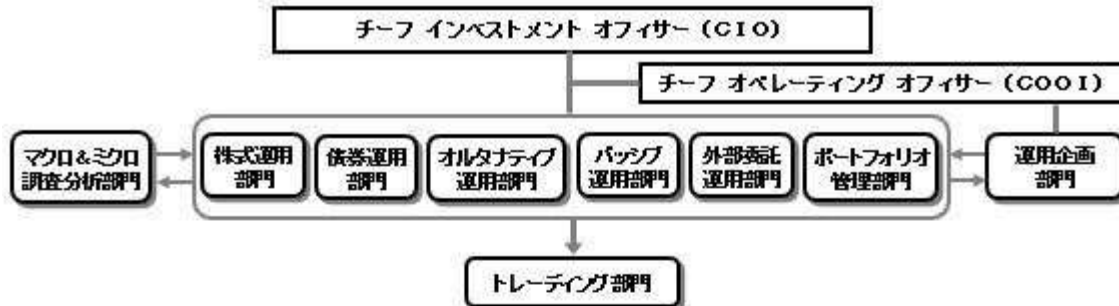 チーフ インベストメント オフィサー（CIO）
チーフ オペレーティング オフィサー（COOI）
マクロ＆ミクロ
調査分析部門
株式運用
部門
債券運用
部門
オルタナティブ
運用部門
パッシブ
運用部門
外部委託
運用部門
ポートフォリオ
管理部門
運用企画
部門
トレーディング部門